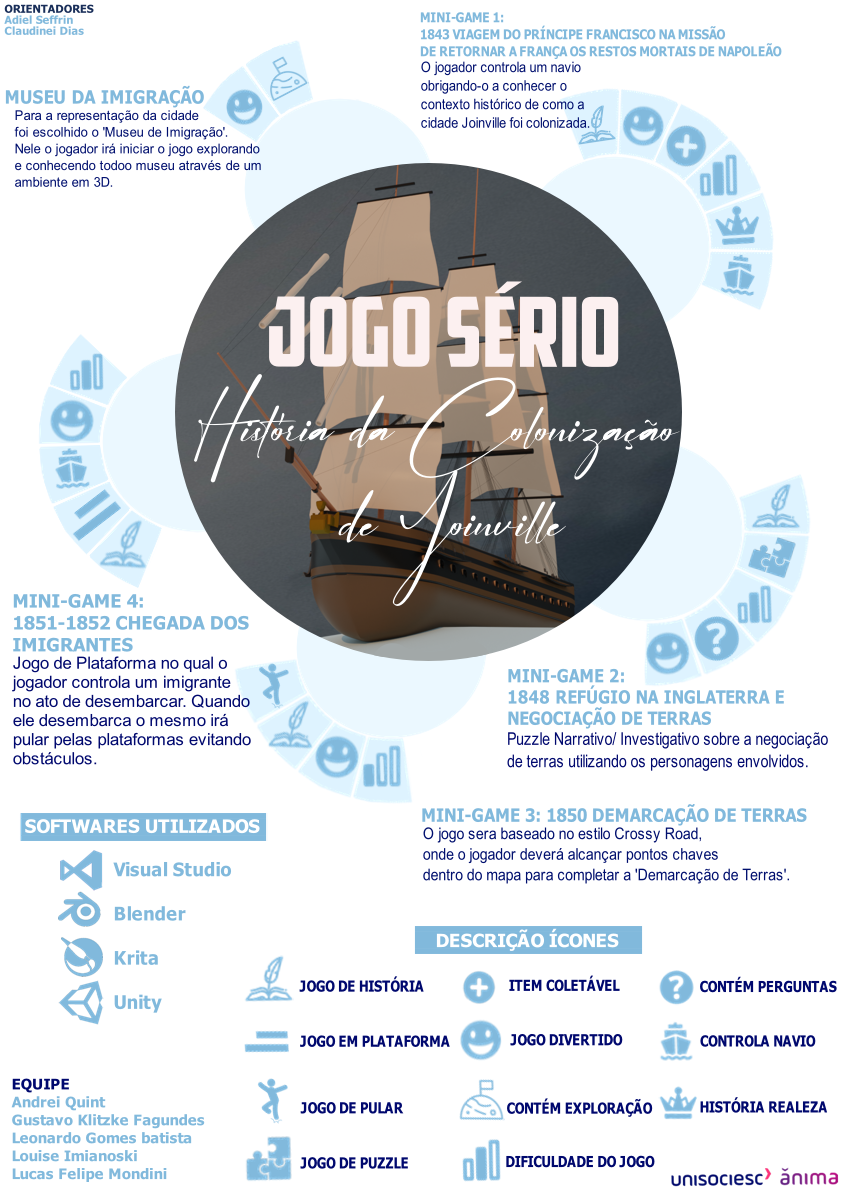 ORIENTADORES
Adiel Seffrin
Claudinei Dias
MUSEU DA IMIGRAÇÃO
Para a representação da cidade
foi escolhido o 'Museu de Imigração'.
Nele o jogador irá iniciar o jogo explorando
e conhecendo todoo museu através de um
ambiente em 3D.
MINI-GAME 1:
1843 VIAGEM DO PRÍNCIPE FRANCISCO NA MISSÃO
DE RETORNAR A FRANÇA OS RESTOS MORTAIS DE NAPOLEÃO
O jogador controla um navio
obrigando-o a conhecer o
contexto histórico de como a
cidade Joinville foi colonizada.
JOGO SÉRIO
História da Colonização
de Joinville
MINI-GAME 4:
1851-1852 CHEGADA DOS
IMIGRANTES
Jogo de Plataforma no qual o
jogador controla um imigrante
no ato de desembarcar. Quando
ele desembarca o mesmo irá
pular pelas plataformas evitando
obstáculos.
MINI-GAME 2:
1848 REFÚGIO NA INGLATERRA E
NEGOCIAÇÃO DE TERRAS
Puzzle Narrativo/ Investigativo sobre a negociação
de terras utilizando os personagens envolvidos.
MINI-GAME 3: 1850 DEMARCAÇÃO DE TERRAS
O jogo sera baseado no estilo Crossy Road,
onde o jogador deverá alcançar pontos chaves
dentro do mapa para completar a 'Demarcação de Terras'.
SOFTWARES UTILIZADOS
Visual Studio
Blender
Krita
Unity
DESCRIÇÃO ÍCONES
JOGO DE HISTÓRIA
ITEM COLETÁVEL
CONTÉM PERGUNTAS
JOGO EM PLATAFORMA
JOGO DIVERTIDO
CONTROLA NAVIO
JOGO DE PULAR
CONTÉM EXPLORAÇÃO
HISTÓRIA REALEZA
JOGO DE PUZZLE
DIFICULDADE DO JOGO
EQUIPE
Andrei Quint
Gustavo Klitzke Fagundes
Leonardo Gomes batista
Louise Imianoski
Lucas Felipe Mondini
unisociesc ănima